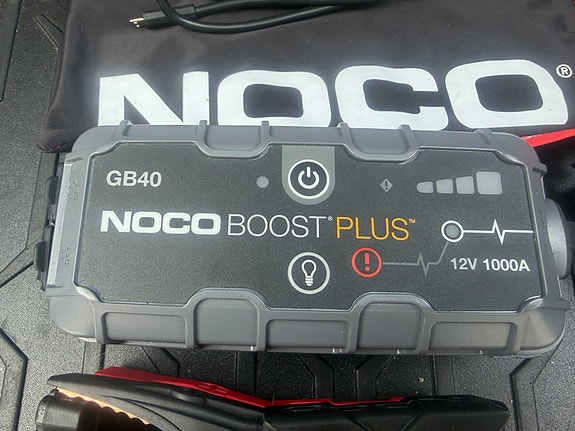 NOCO®
GB40
NOCO BOOST® PLUS™
12V 1000A